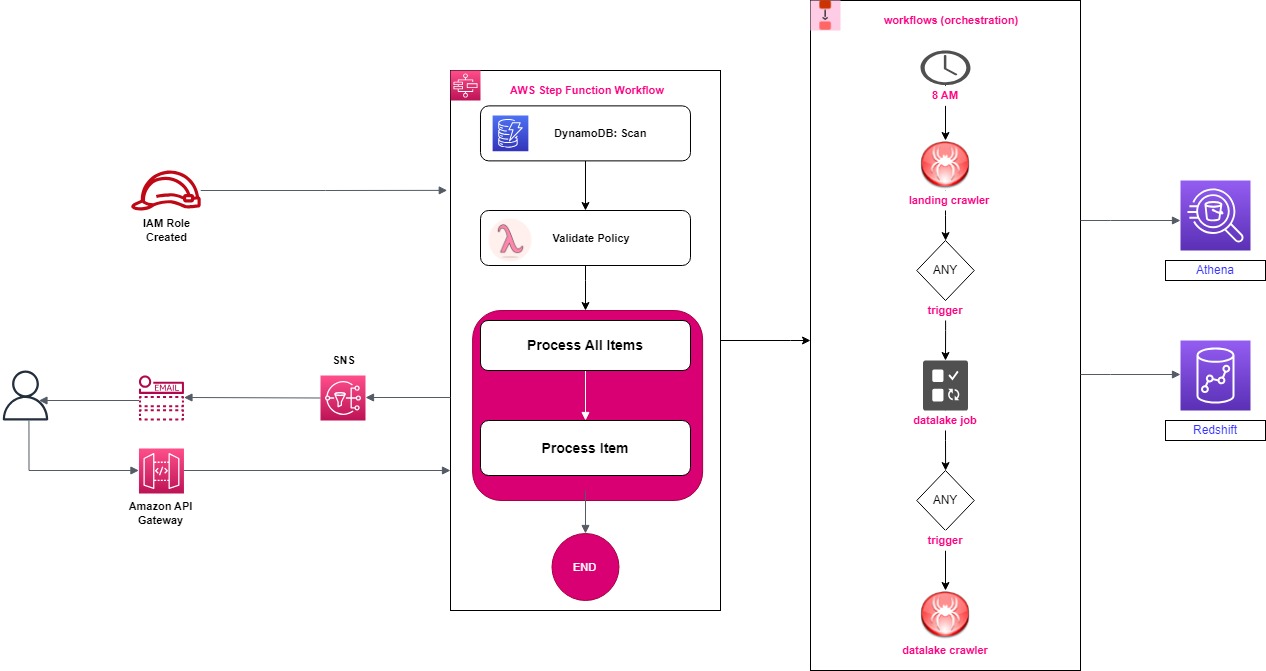 workflows (orchestration)
AWS Step Function Workflow
8 AM
DynamoDB: Scan
landing crawler
IAM Role
Created
Validate Policy
ANY
trigger
Athena
Process All Items
SNS
EMAIL
datalake job
Redshift
Process Item
ANY
Amazon API
Gateway
trigger
END
datalake crawler